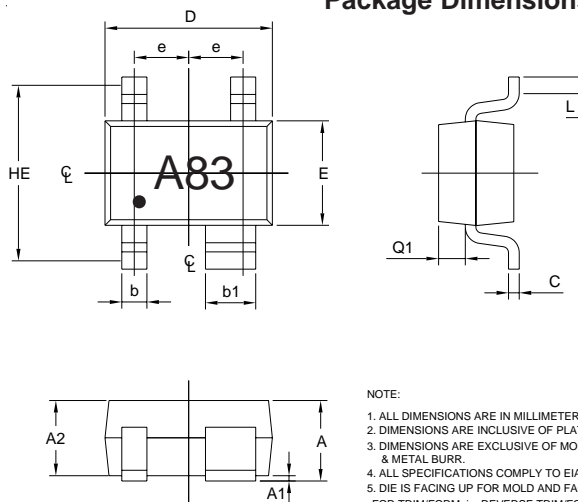 Package Dimensions
D
e e
L
HE
C
L
A83
E
C
L
Q1
C
b
b1
A2
A
A1
NOTE:
1. ALL DIMENSIONS ARE IN MILLIMETER
2. DIMENSIONS ARE INCLUSIVE OF PLAT
3. DIMENSIONS ARE EXCLUSIVE OF MO
& METAL BURR.
4. ALL SPECIFICATIONS COMPLY TO EIA
5. DIE IS FACING UP FOR MOLD AND FA